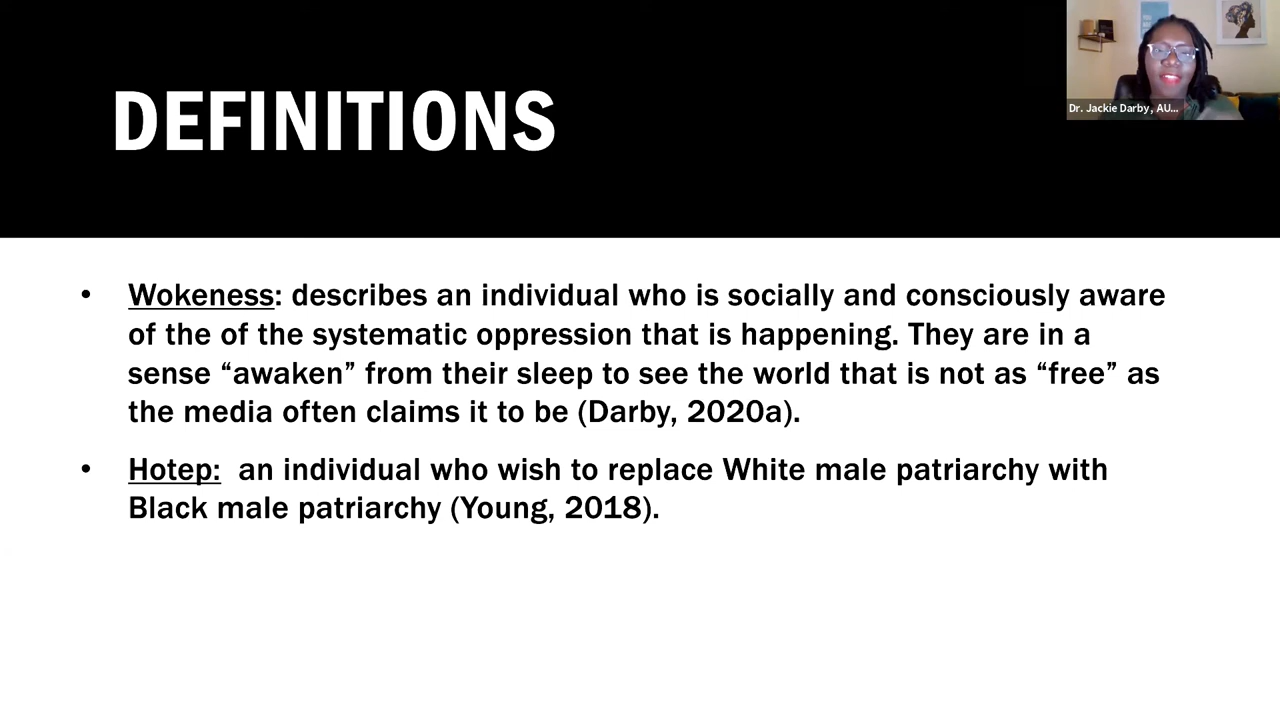 DEFINITIONS
Dr. Jackie Darby, AU...
• Wokeness: describes an individual who is socially and consciously aware
of the of the systematic oppression that is happening. They are in a
sense “awaken” from their sleep to see the world that is not as “free” as
the media often claims it to be (Darby, 2020a).
• Hotep:  an individual who wish to replace White male patriarchy with
Black male patriarchy (Young, 2018).